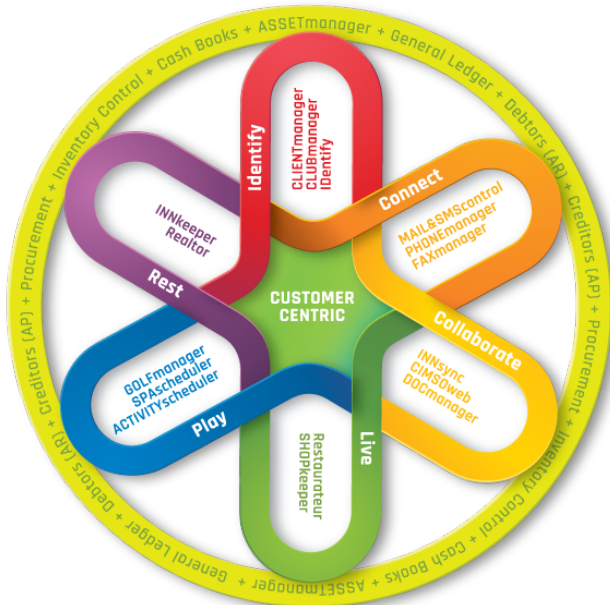 Inventory Control + Cash Books + ASSETmanager + General Ledger + Debtors (AR) + Creditors (AP) + Procurement + Inventory Control + Cash Books + ASSETmanager + General Ledger + Debtors (AR) + Creditors (AP) + Procurement +
Identify
CLIENTmanager
CLUBmanager
IDentify
Connect
MAIL&SMScontrol
PHONEmanager
FAXmanager
Collaborate
INNsync
CIMSOweb
DOCmanager
Live
Restaurateur
SHOPkeeper
Play
GOLFmanager
SPAscheduler
ACTIVITYscheduler
Rest
INNkeeper
Realtor
CUSTOMER
CENTRIC